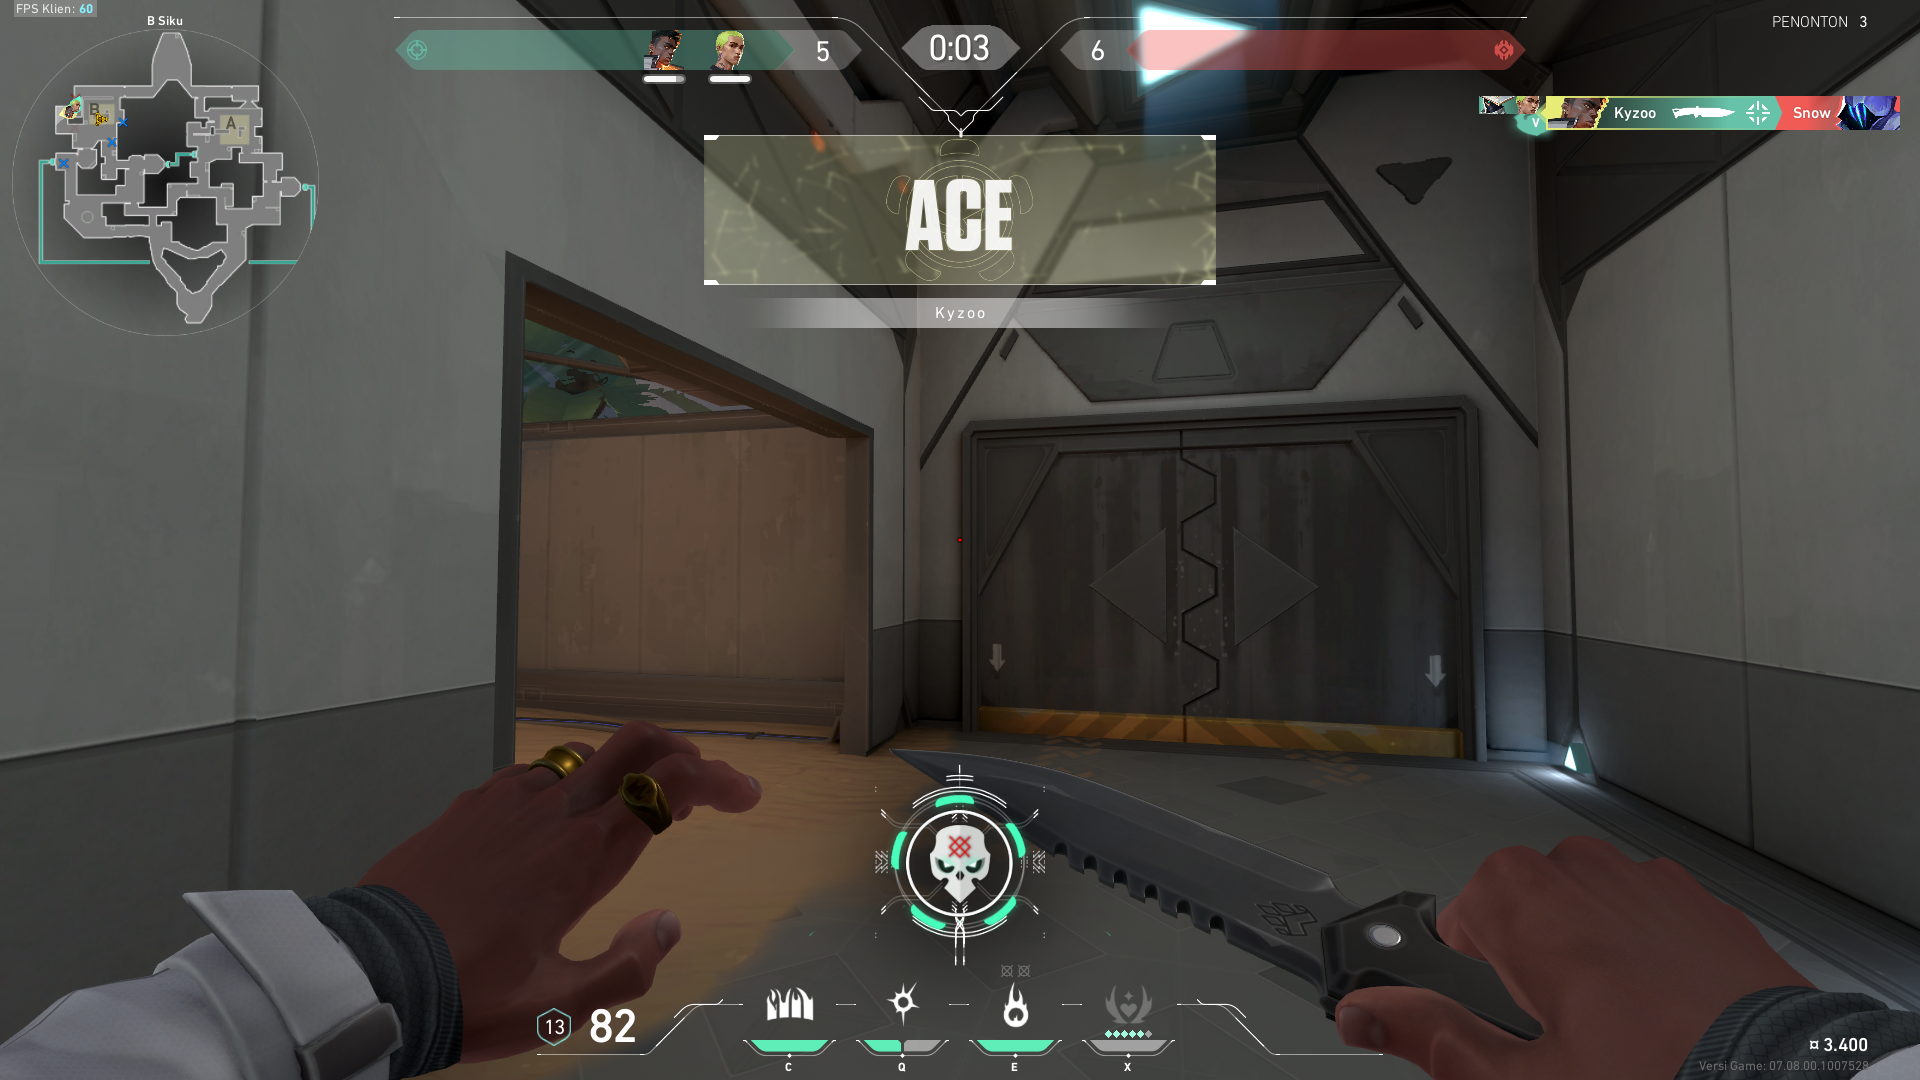 FPS Klien: 60
B Siku
5
0:03
6
PENONTON 3
B
A
V
Kyzoo
Snow
ACE
Kyzoo
13
82
C
Q
E
X
¤ 3.400
Versi Game: 07.08.00.1007528